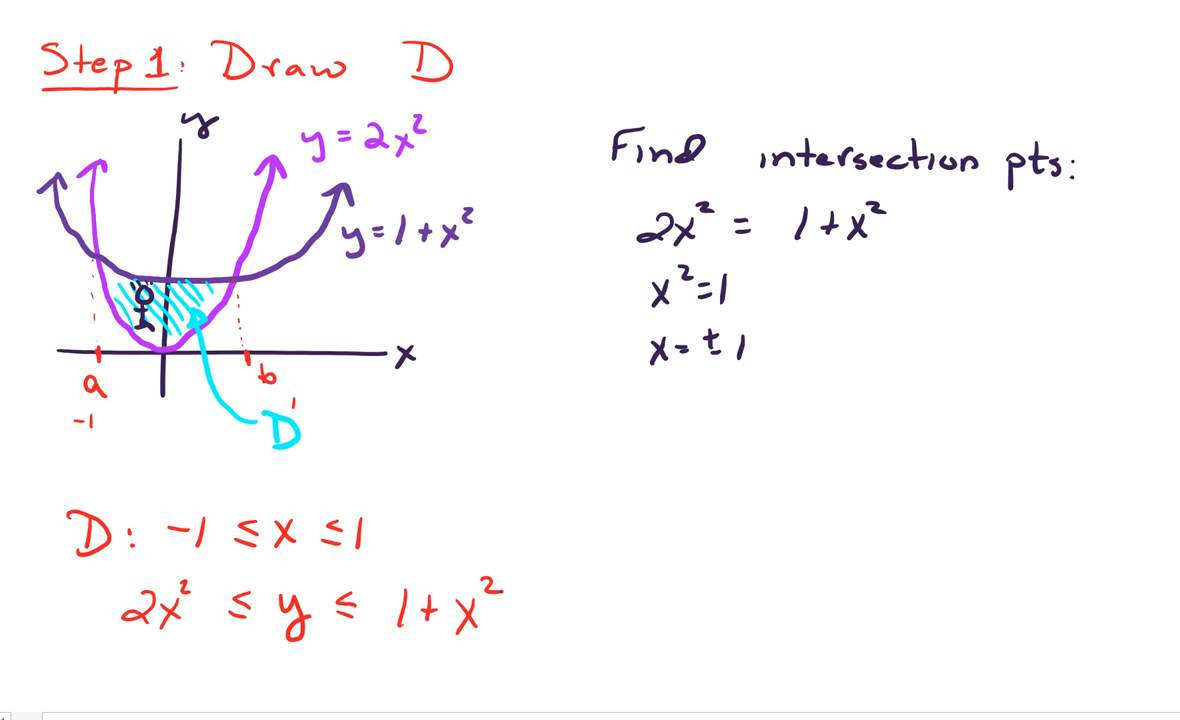 Step 1: Draw D
y
y = 2x²
y = 1 + x²
x
a
b
-1
1
D
Find intersection pts:
2x² = 1 + x²
x² = 1
x = ± 1
D: -1 ≤ x ≤ 1
2x² ≤ y ≤ 1 + x²